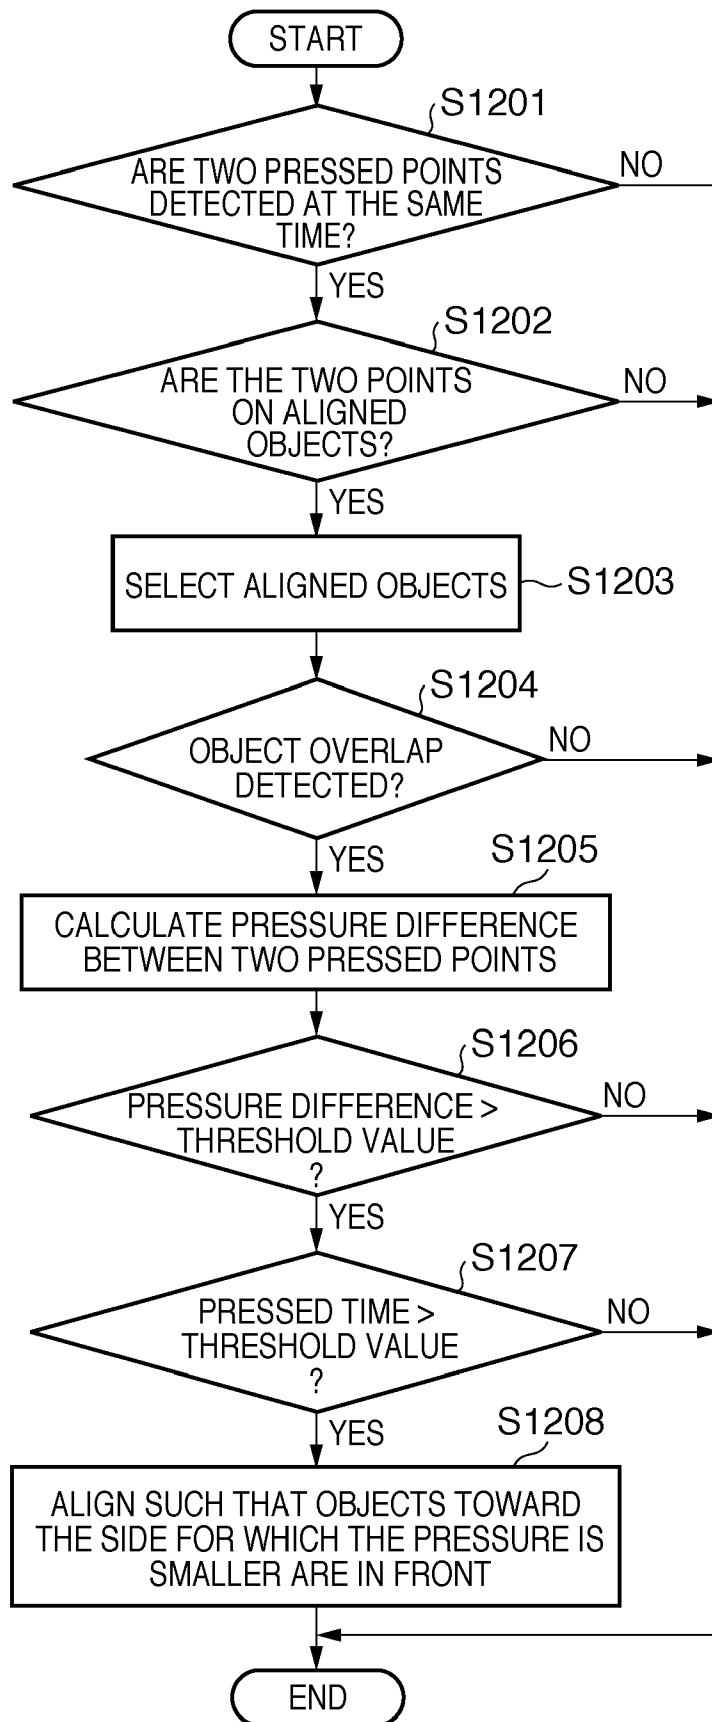 START
S1201
ARE TWO PRESSED POINTS
DETECTED AT THE SAME
TIME?
NO
YES
S1202
ARE THE TWO POINTS
ON ALIGNED
OBJECTS?
NO
YES
SELECT ALIGNED OBJECTS
S1203
S1204
OBJECT OVERLAP
DETECTED?
NO
YES
S1205
CALCULATE PRESSURE DIFFERENCE
BETWEEN TWO PRESSED POINTS
S1206
PRESSURE DIFFERENCE >
THRESHOLD VALUE
?
NO
YES
S1207
PRESSED TIME >
THRESHOLD VALUE
?
NO
YES
S1208
ALIGN SUCH THAT OBJECTS TOWARD
THE SIDE FOR WHICH THE PRESSURE IS
SMALLER ARE IN FRONT
END